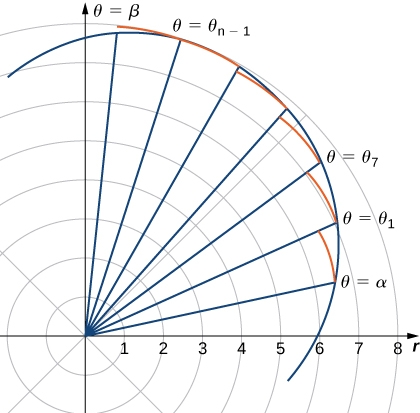 θ = β
θ = θn − 1
θ = θ7
θ = θ1
θ = α
1 2 3 4 5 6 7 8 r